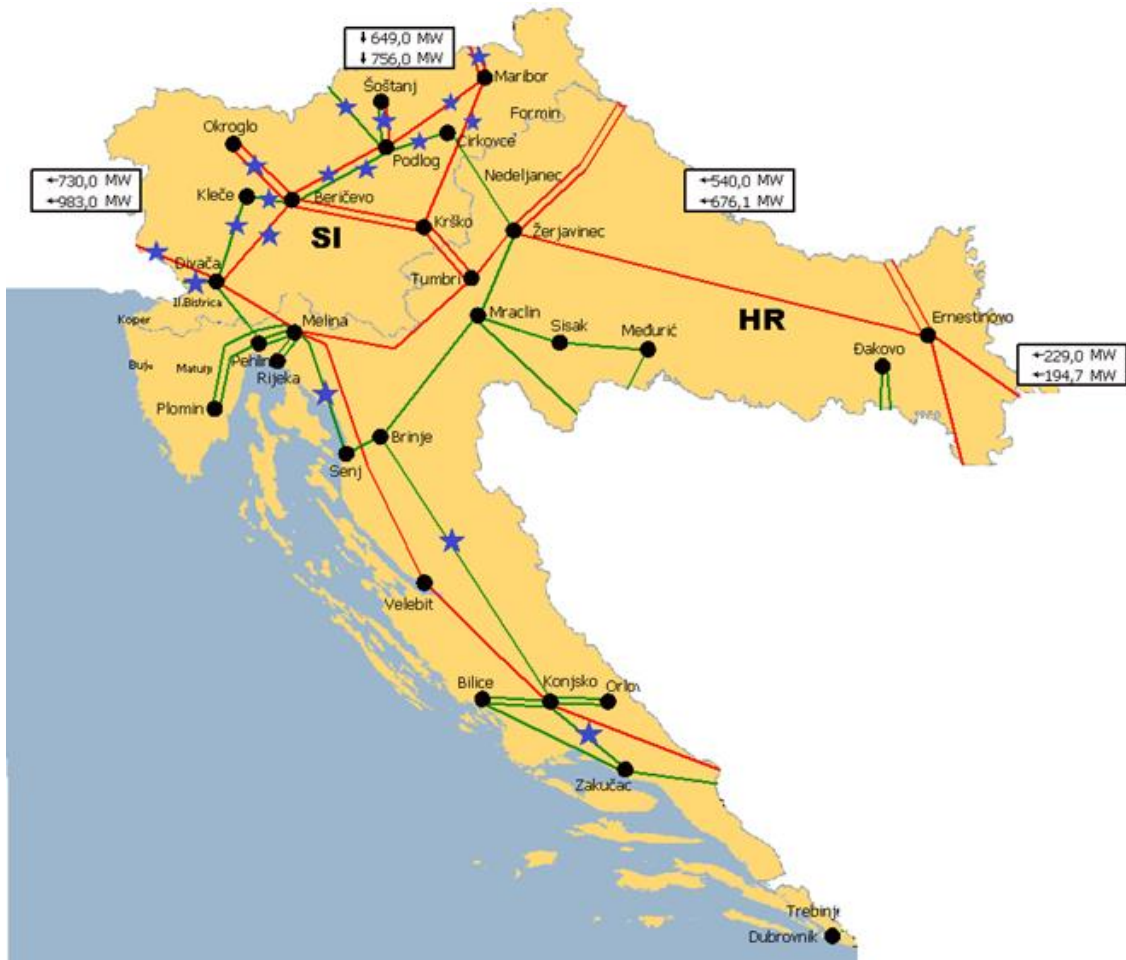 ↓ 649,0 MW
↓ 756,0 MW
Maribor
Šoštanj
Formin
Okroglo
Cirkovce
Podlog
Nedeljanec
←730,0 MW
←983,0 MW
←540,0 MW
←676,1 MW
Kleče
Beričevo
Krško
Žerjavinec
SI
Divača
Tumbri
Il.Bistrica
Koper
Melina
Mraclin
HR
Sisak
Međurić
Ernestinovo
Đakovo
Pehlin
Buje
Matulji
Rijeka
←229,0 MW
←194,7 MW
Plomin
Brinje
Senj
Velebit
Bilice
Konjsko
Zakučac
Dubrovnik